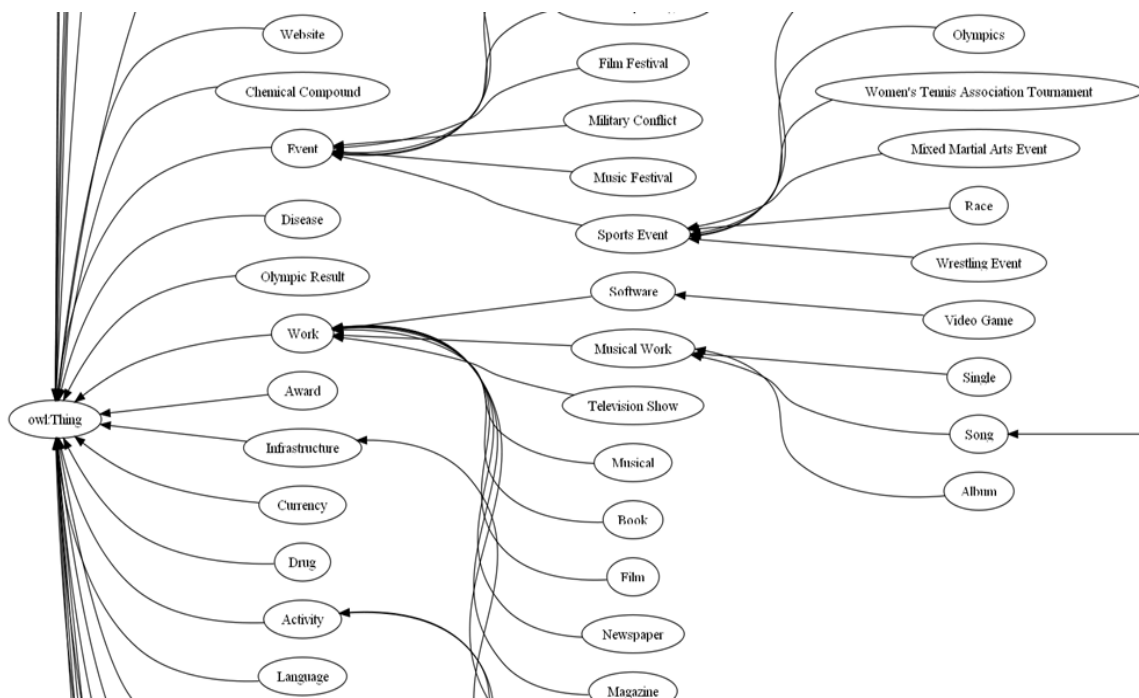 Website
Chemical Compound
Event
Disease
Olympic Result
Work
Award
owl:Thing
Infrastructure
Currency
Drug
Activity
Language
Film Festival
Military Conflict
Music Festival
Sports Event
Software
Musical Work
Television Show
Musical
Book
Film
Newspaper
Magazine
Olympics
Women's Tennis Association Tournament
Mixed Martial Arts Event
Race
Wrestling Event
Video Game
Single
Song
Album